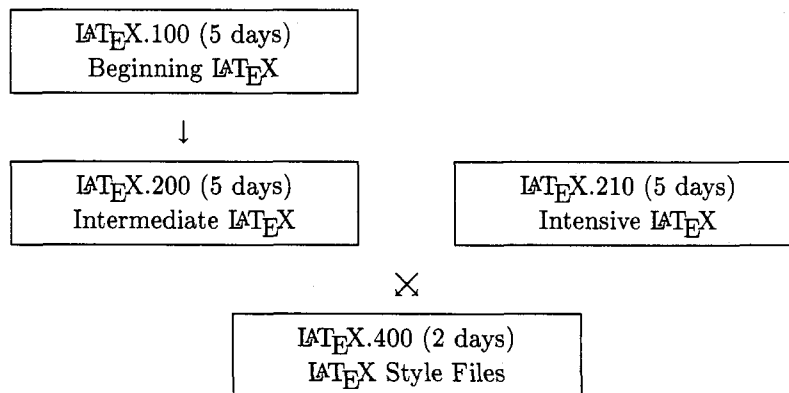 LATEX.100 (5 days)
Beginning LATEX
↓
LATEX.200 (5 days)
Intermediate LATEX
LATEX.210 (5 days)
Intensive LATEX
LATEX.400 (2 days)
LATEX Style Files